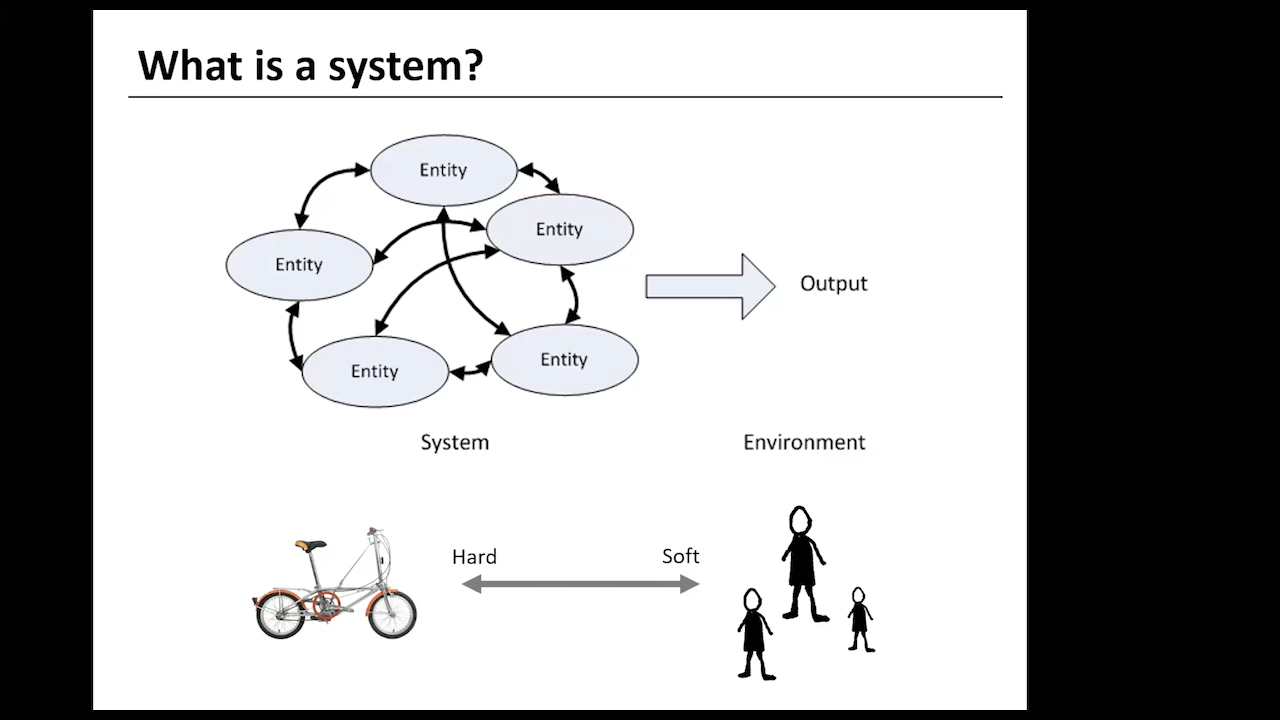 What is a system?
Entity
Entity
Entity
Entity
Entity
Output
System
Environment
Hard
Soft